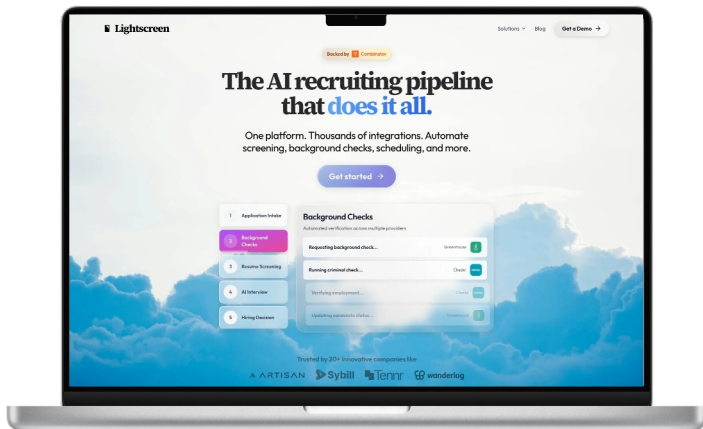 Lightscreen
Solutions Blog Get a Demo →
Backed by Y Combinator
The AI recruiting pipeline
that does it all.
One platform. Thousands of integrations. Automate
screening, background checks, scheduling, and more.
Get started →
1 Application Intake
2 Background
Checks
3 Resume Screening
4 AI Interview
5 Hiring Decision
Background Checks
Automated verification across multiple providers
Requesting background check... Greenhouse
Running criminal check... Checkr
Verifying employment... Checkr
Updating candidate status... Greenhouse
Trusted by 20+ innovative companies like
ARTISAN Sybill Tennr wanderlog